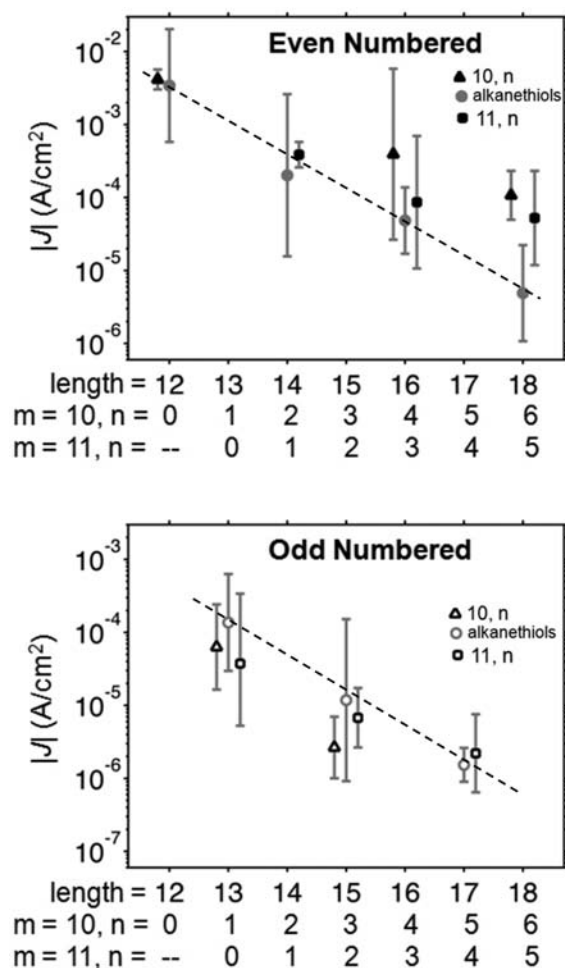 Even Numbered
10, n
alkanethiols
11, n
|J| (A/cm²)
10⁻²
10⁻³
10⁻⁴
10⁻⁵
10⁻⁶
length = 12 13 14 15 16 17 18
m = 10, n = 0 1 2 3 4 5 6
m = 11, n = -- 0 1 2 3 4 5
Odd Numbered
10, n
alkanethiols
11, n
|J| (A/cm²)
10⁻³
10⁻⁴
10⁻⁵
10⁻⁶
10⁻⁷
length = 12 13 14 15 16 17 18
m = 10, n = 0 1 2 3 4 5 6
m = 11, n = -- 0 1 2 3 4 5